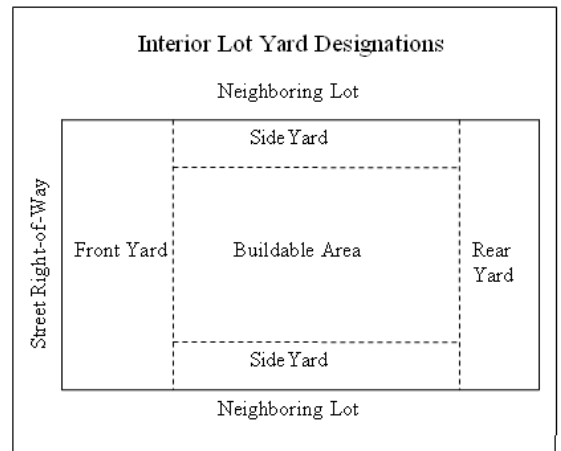 Interior Lot Yard Designations
Neighboring Lot
Side Yard
Street Right-of-Way
Front Yard
Buildable Area
Rear
Yard
Side Yard
Neighboring Lot